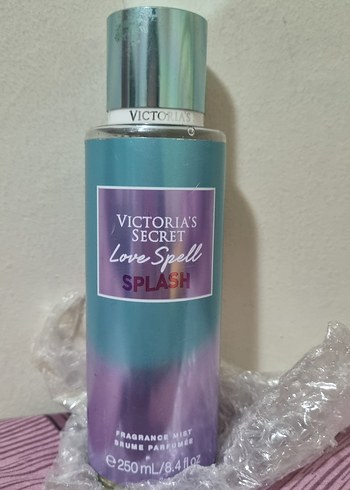 VICTORIA'S
VICTORIA'S
SECRET
Love Spell
SPLASH
FRAGRANCE MIST
BRUME PARFUMÉE
℮ 250 mL/8.4 fl oz